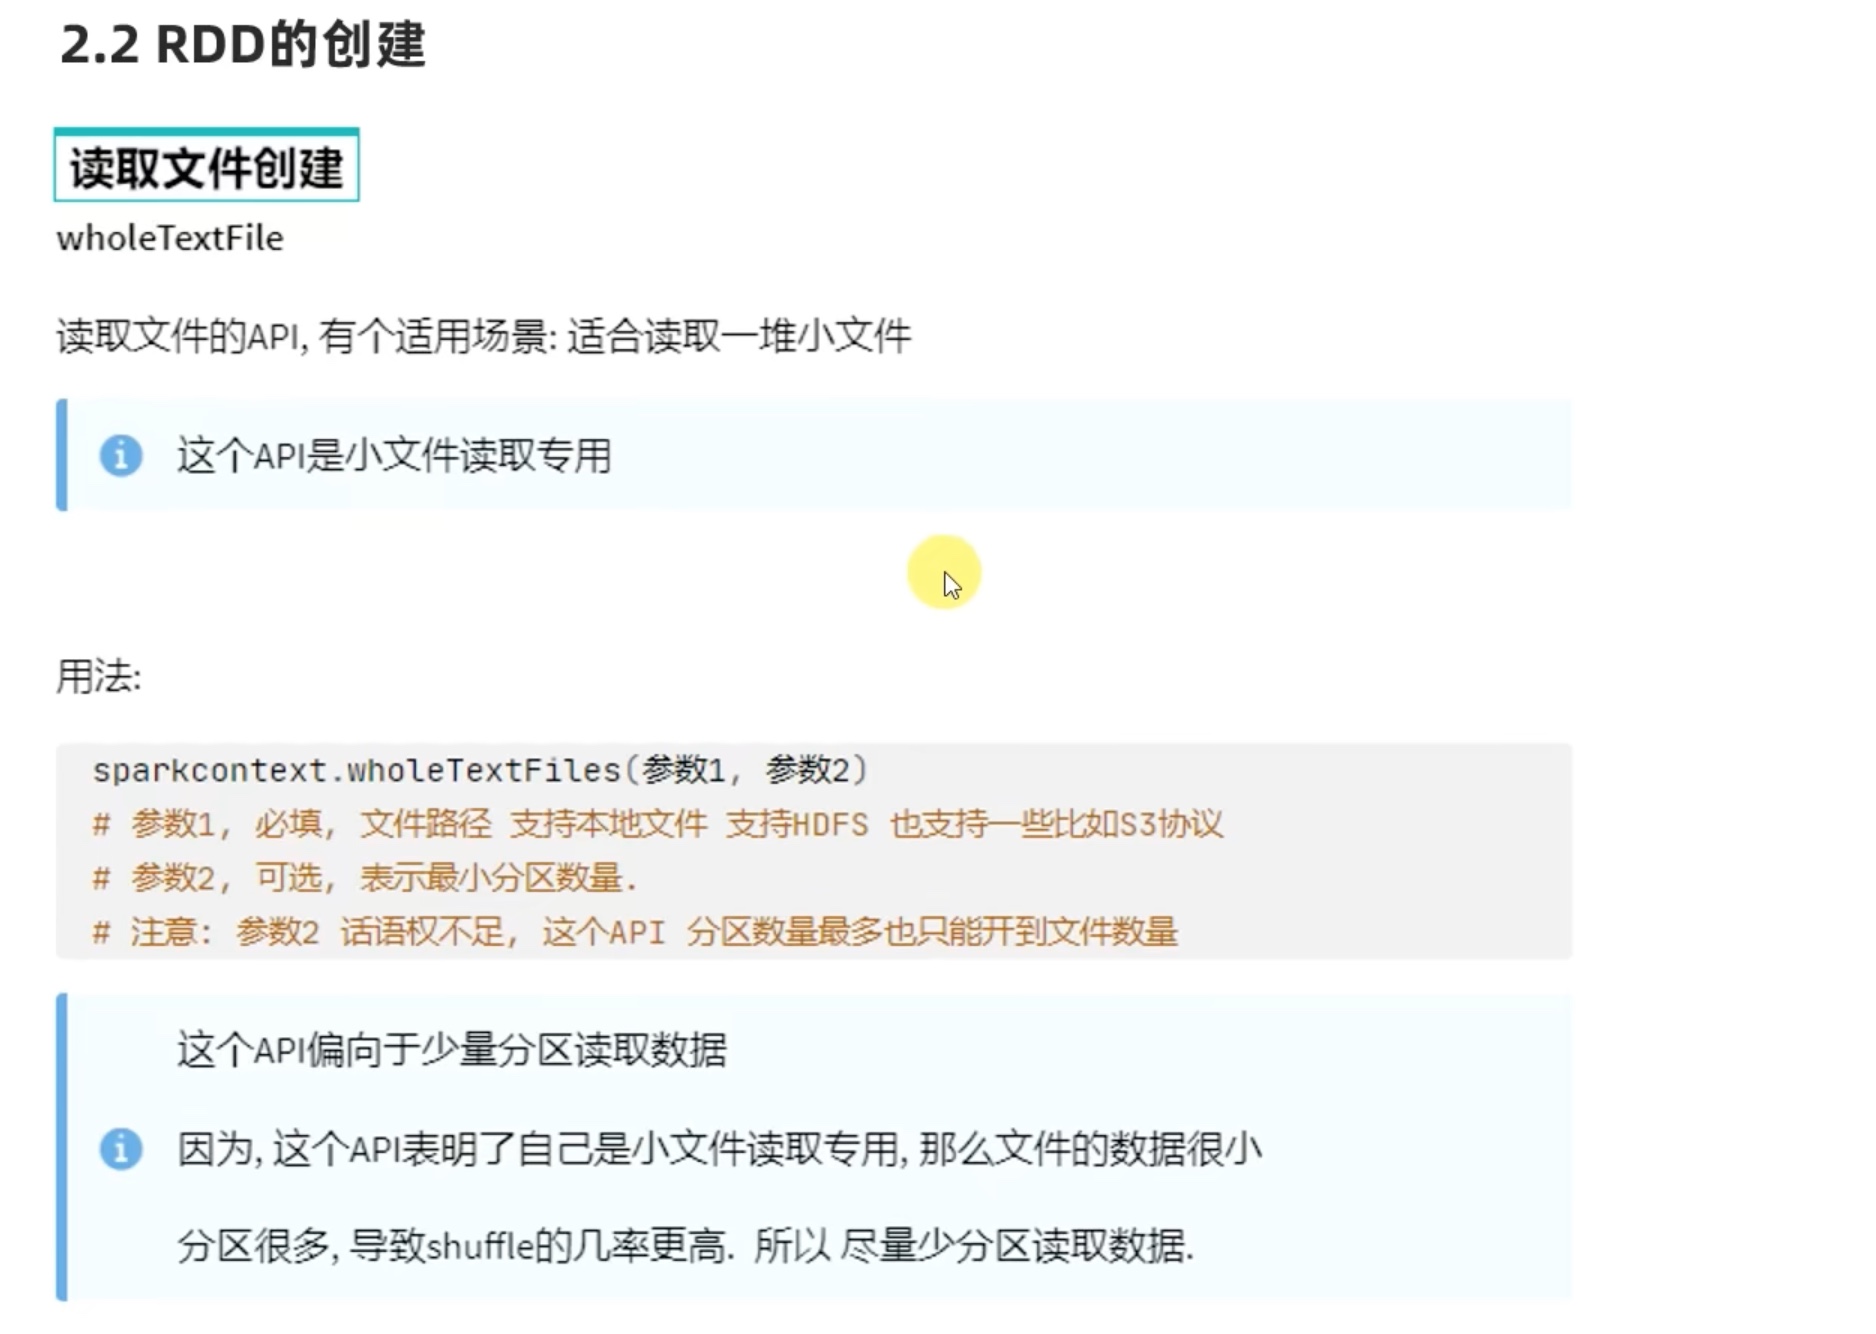 2.2 RDD的创建
读取文件创建
wholeTextFile
读取文件的API, 有个适用场景: 适合读取一堆小文件
这个API是小文件读取专用
用法:
sparkcontext.wholeTextFiles(参数1, 参数2)
# 参数1, 必填, 文件路径 支持本地文件 支持HDFS 也支持一些比如S3协议
# 参数2, 可选, 表示最小分区数量.
# 注意: 参数2 话语权不足, 这个API 分区数量最多也只能开到文件数量
这个API偏向于少量分区读取数据
因为, 这个API表明了自己是小文件读取专用, 那么文件的数据很小
分区很多, 导致shuffle的几率更高. 所以 尽量少分区读取数据.